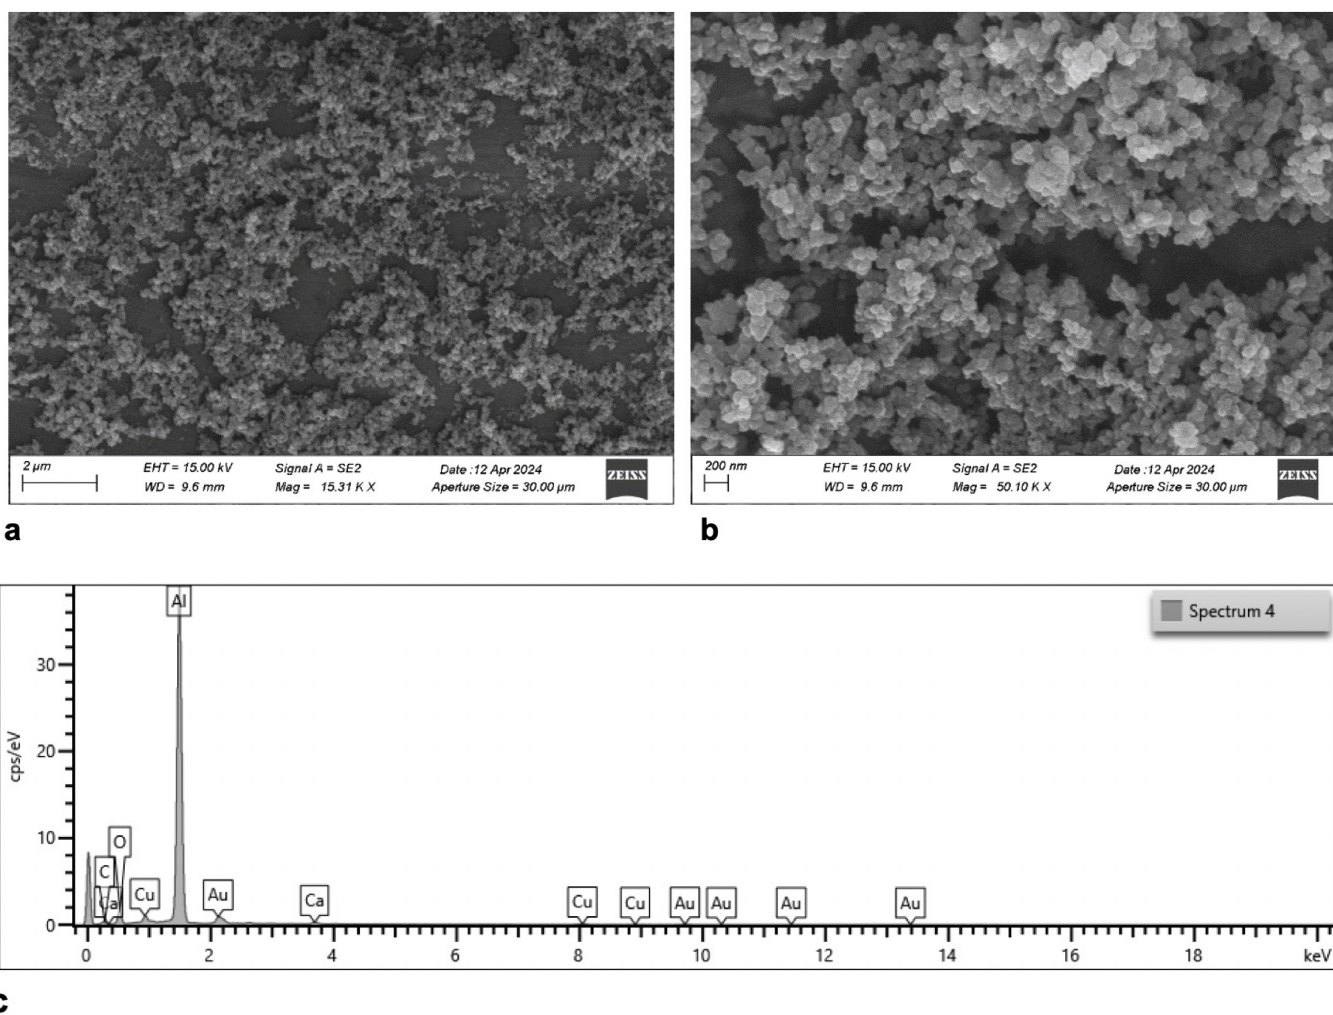 2 µm
EHT = 15.00 kV
Signal A = SE2
Date :12 Apr 2024
ZEISS
WD = 9.6 mm
Mag = 15.31 K X
Aperture Size = 30.00 µm
200 nm
EHT = 15.00 kV
Signal A = SE2
Date :12 Apr 2024
ZEISS
WD = 9.6 mm
Mag = 50.10 K X
Aperture Size = 30.00 µm
a
b
Al
Spectrum 4
30
cps/eV
20
10
O
C
Ca
Cu
Au
Ca
Cu
Cu
Au
Au
Au
Au
0
0
2
4
6
8
10
12
14
16
18
keV
c